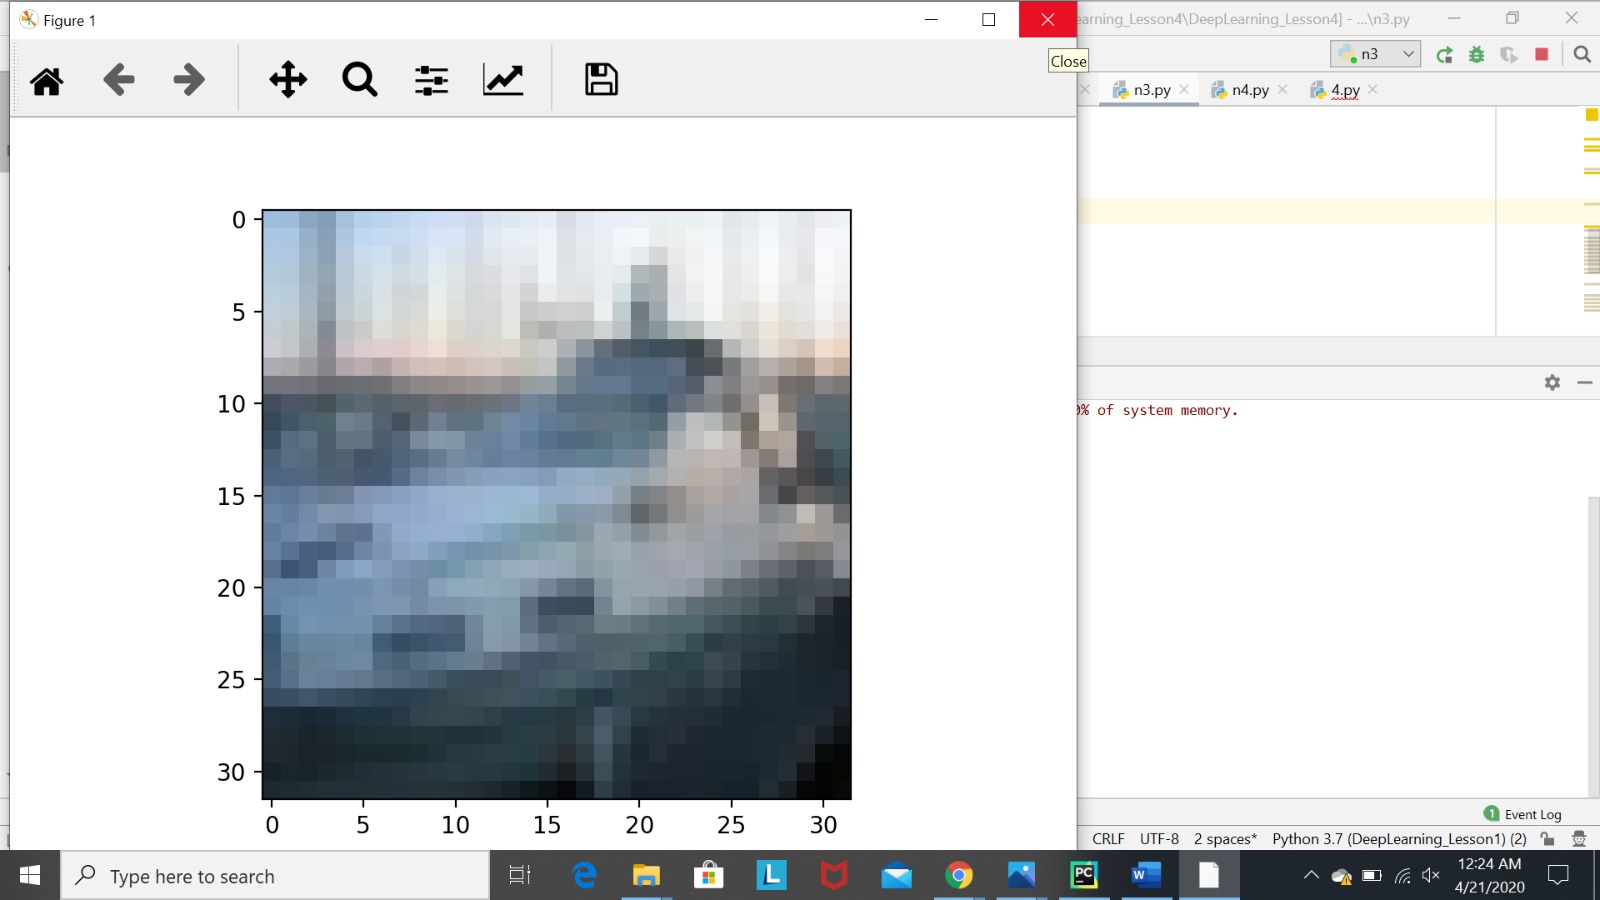 Figure 1
earning_Lesson4\DeepLearning_Lesson4] - ...\n3.py
n3
Close
n3.py
n4.py
4.py
0
5
10
15
20
25
30
0 5 10 15 20 25 30
0% of system memory.
1 Event Log
CRLF UTF-8 2 spaces* Python 3.7 (DeepLearning_Lesson1) (2)
Type here to search
L
PC
W
12:24 AM
4/21/2020